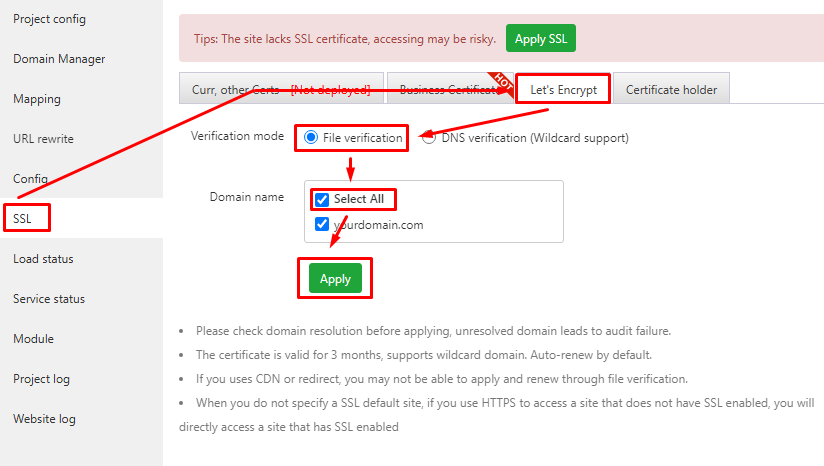 Project config
Domain Manager
Mapping
URL rewrite
Config
SSL
Load status
Service status
Module
Project log
Website log
Tips: The site lacks SSL certificate, accessing may be risky. Apply SSL
Curr, other Certs - [Not deployed] Business Certificate HOT Let's Encrypt Certificate holder
Verification mode File verification DNS verification (Wildcard support)
Domain name Select All
yourdomain.com
Apply
• Please check domain resolution before applying, unresolved domain leads to audit failure.
• The certificate is valid for 3 months, supports wildcard domain. Auto-renew by default.
• If you uses CDN or redirect, you may not be able to apply and renew through file verification.
• When you do not specify a SSL default site, if you use HTTPS to access a site that does not have SSL enabled, you will
directly access a site that has SSL enabled